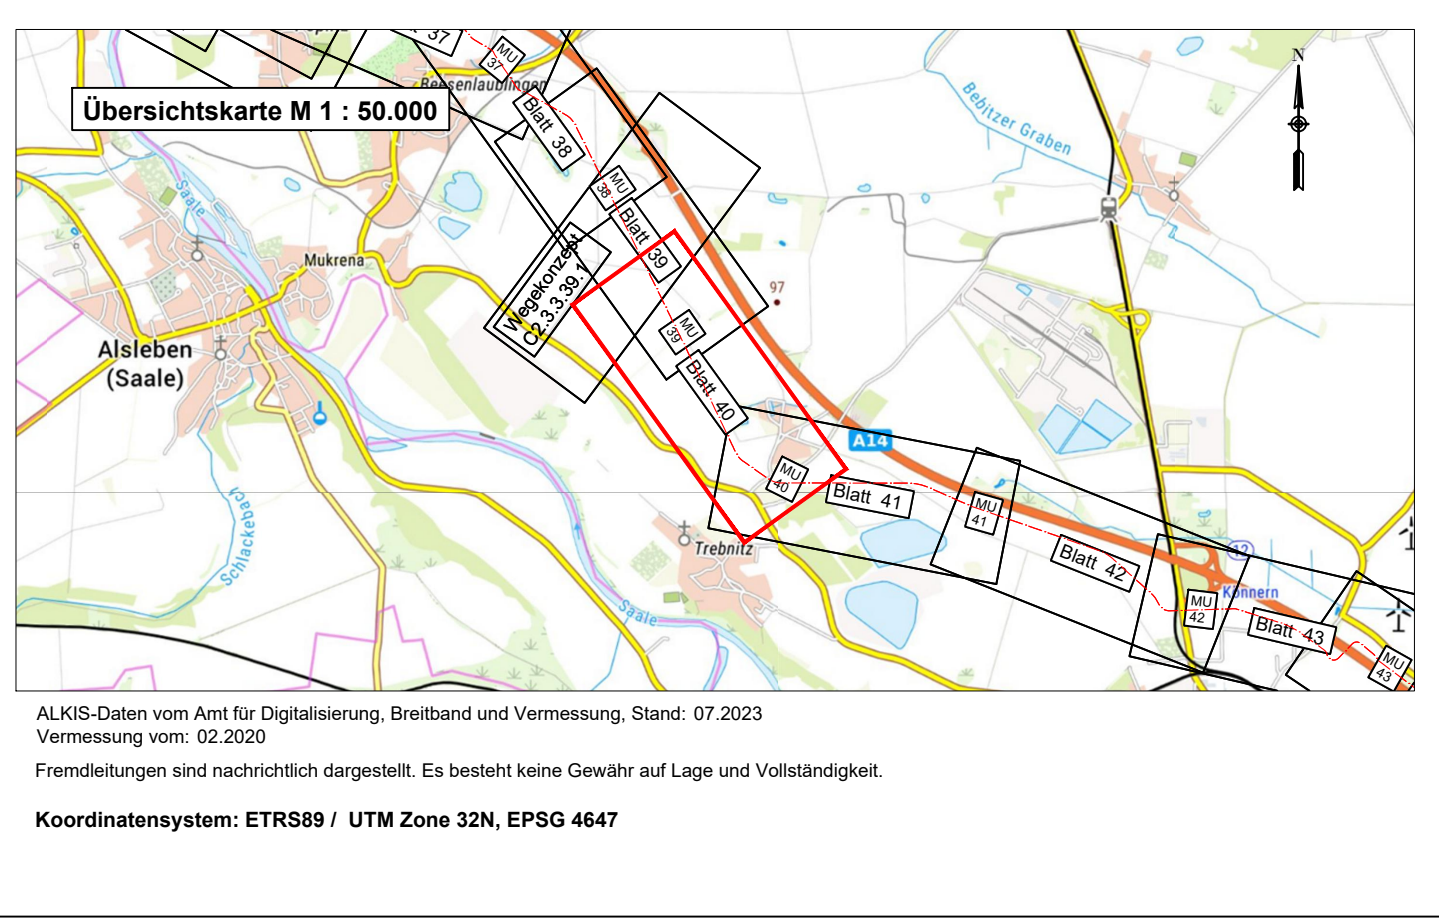 37
MU
37
Beesenlaublingen
N
Übersichtskarte M 1 : 50.000
Blatt 38
Bebitzer Graben
MU
38
Saale
Blatt 39
Mukrena
Wegekonzept
C2.3.3.39.1
97
MU
39
Alsleben
(Saale)
Blatt 40
A14
MU
40
Blatt 41
MU
41
Schlackebach
Trebnitz
Blatt 42
12
Könnern
Saale
MU
42
Blatt 43
MU
43
ALKIS-Daten vom Amt für Digitalisierung, Breitband und Vermessung, Stand: 07.2023
Vermessung vom: 02.2020
Fremdleitungen sind nachrichtlich dargestellt. Es besteht keine Gewähr auf Lage und Vollständigkeit.
Koordinatensystem: ETRS89 / UTM Zone 32N, EPSG 4647